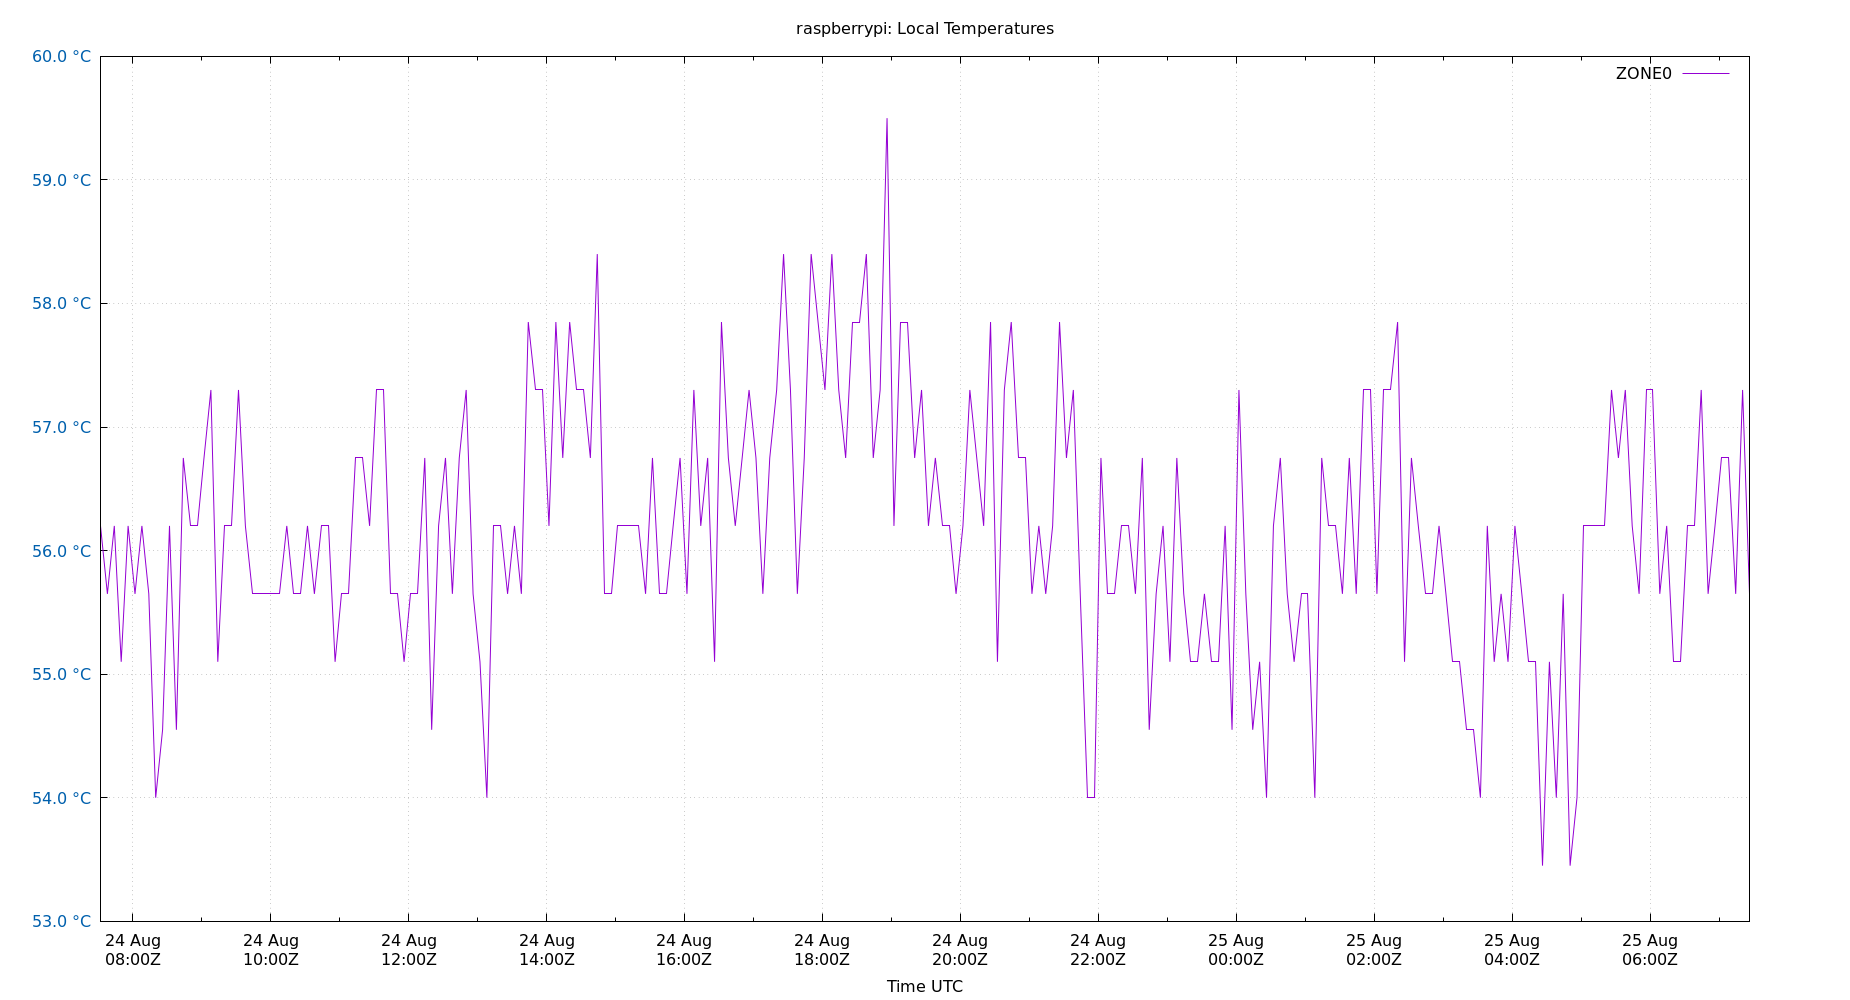 raspberrypi: Local Temperatures
60.0 °C
ZONE0
59.0 °C
58.0 °C
57.0 °C
56.0 °C
55.0 °C
54.0 °C
53.0 °C
24 Aug 24 Aug 24 Aug 24 Aug 24 Aug 24 Aug 24 Aug 24 Aug 25 Aug 25 Aug 25 Aug 25 Aug
08:00Z 10:00Z 12:00Z 14:00Z 16:00Z 18:00Z 20:00Z 22:00Z 00:00Z 02:00Z 04:00Z 06:00Z
Time UTC